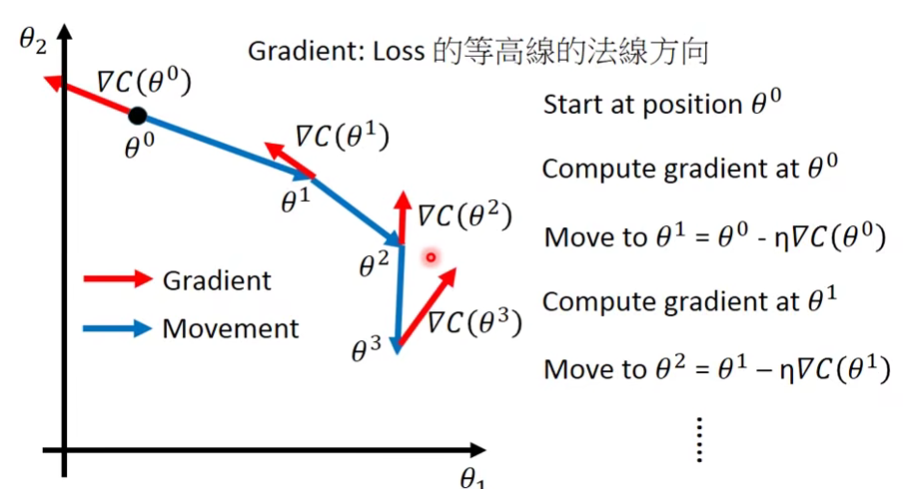 θ₂
Gradient: Loss 的等高線的法線方向
∇C(θ⁰)
θ⁰
∇C(θ¹)
θ¹
∇C(θ²)
θ²
∇C(θ³)
θ³
Gradient
Movement
θ₁
Start at position θ⁰
Compute gradient at θ⁰
Move to θ¹ = θ⁰ - η∇C(θ⁰)
Compute gradient at θ¹
Move to θ² = θ¹ – η∇C(θ¹)
……